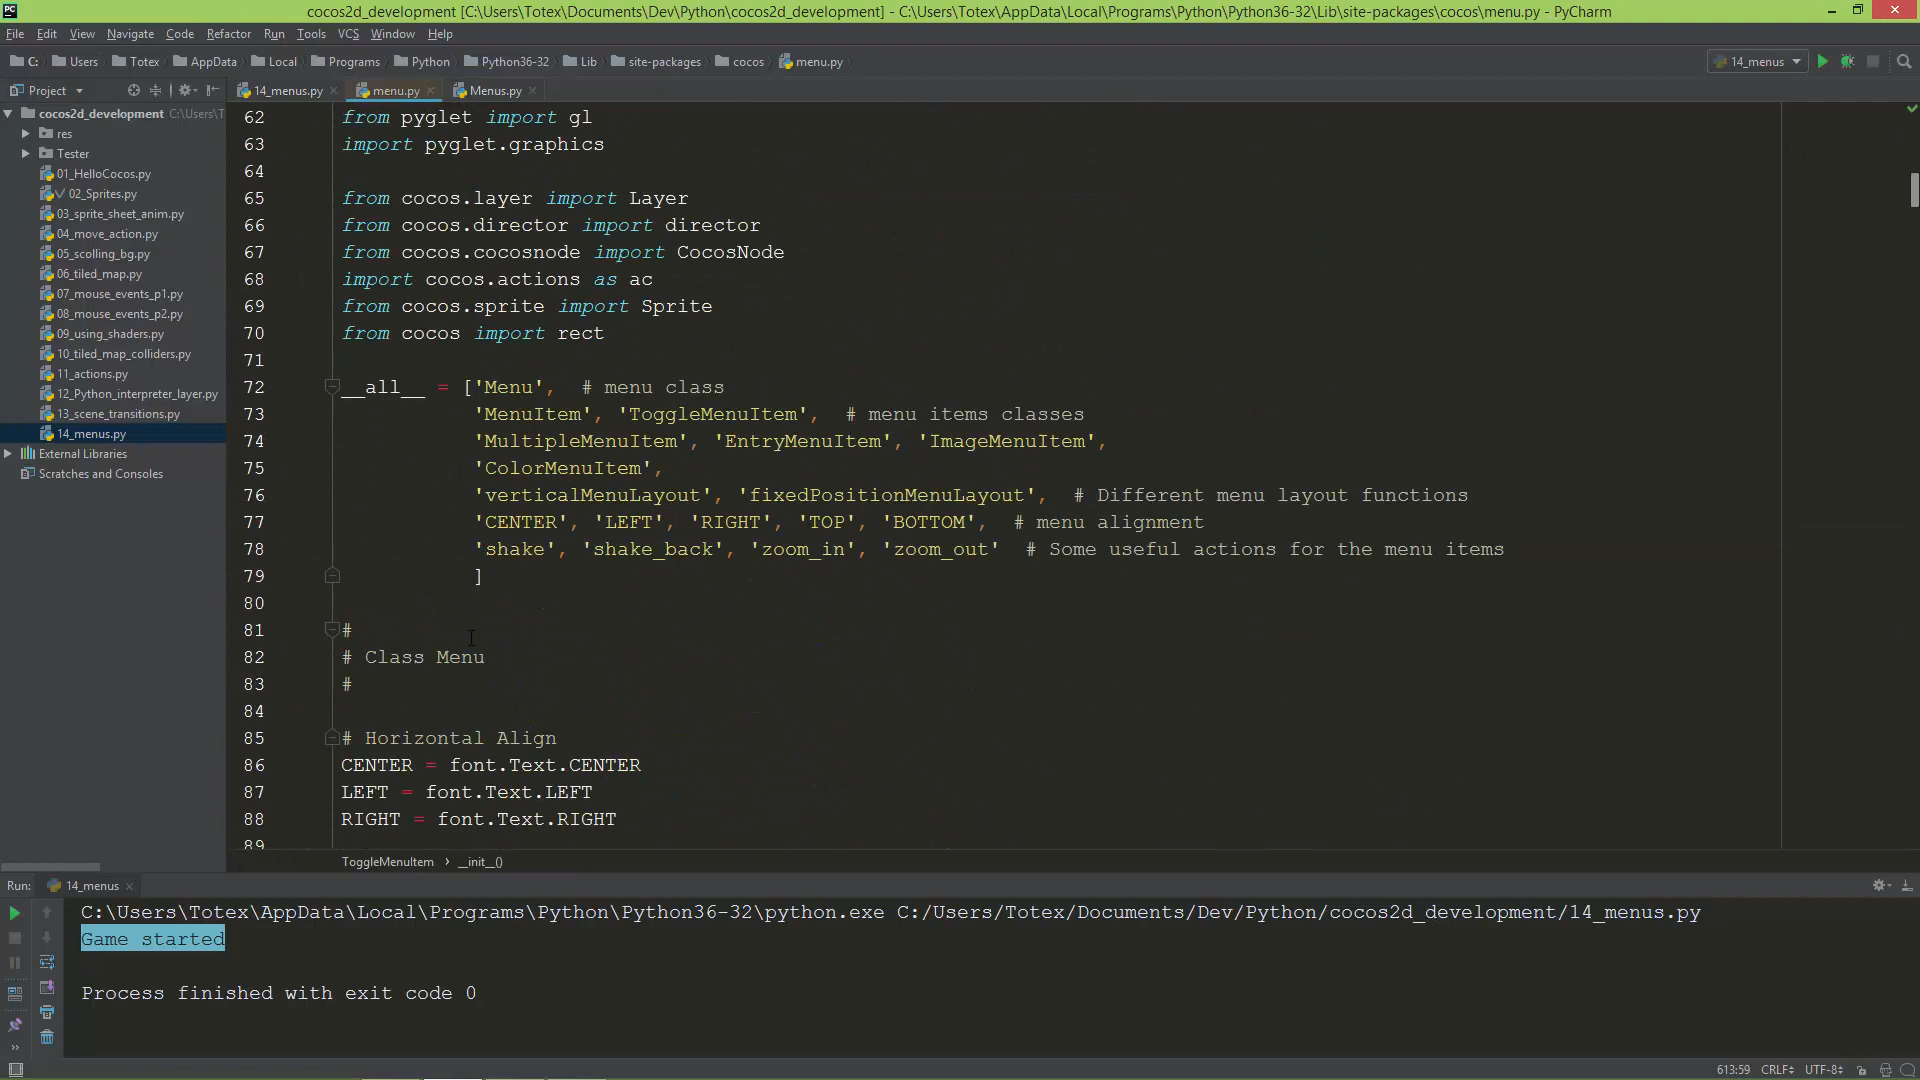 cocos2d_development [C:\Users\Totex\Documents\Dev\Python\cocos2d_development] - C:\Users\Totex\AppData\Local\Programs\Python\Python36-32\Lib\site-packages\cocos\menu.py - PyCharm
File Edit View Navigate Code Refactor Run Tools VCS Window Help
C: Users Totex AppData Local Programs Python Python36-32 Lib site-packages cocos menu.py 14_menus
Project 14_menus.py menu.py Menus.py
cocos2d_development C:\Users\T
res
Tester
01_HelloCocos.py
02_Sprites.py
03_sprite_sheet_anim.py
04_move_action.py
05_scolling_bg.py
06_tiled_map.py
07_mouse_events_p1.py
08_mouse_events_p2.py
09_using_shaders.py
10_tiled_map_colliders.py
11_actions.py
12_Python_interpreter_layer.py
13_scene_transitions.py
14_menus.py
External Libraries
Scratches and Consoles
62 from pyglet import gl
63 import pyglet.graphics
64
65 from cocos.layer import Layer
66 from cocos.director import director
67 from cocos.cocosnode import CocosNode
68 import cocos.actions as ac
69 from cocos.sprite import Sprite
70 from cocos import rect
71
72 __all__ = ['Menu', # menu class
73 'MenuItem', 'ToggleMenuItem', # menu items classes
74 'MultipleMenuItem', 'EntryMenuItem', 'ImageMenuItem',
75 'ColorMenuItem',
76 'verticalMenuLayout', 'fixedPositionMenuLayout', # Different menu layout functions
77 'CENTER', 'LEFT', 'RIGHT', 'TOP', 'BOTTOM', # menu alignment
78 'shake', 'shake_back', 'zoom_in', 'zoom_out' # Some useful actions for the menu items
79 ]
80
81 #
82 # Class Menu
83 #
84
85 # Horizontal Align
86 CENTER = font.Text.CENTER
87 LEFT = font.Text.LEFT
88 RIGHT = font.Text.RIGHT
89
ToggleMenuItem › __init__()
Run: 14_menus
C:\Users\Totex\AppData\Local\Programs\Python\Python36-32\python.exe C:/Users/Totex/Documents/Dev/Python/cocos2d_development/14_menus.py
Game started
Process finished with exit code 0
613:59 CRLF UTF-8